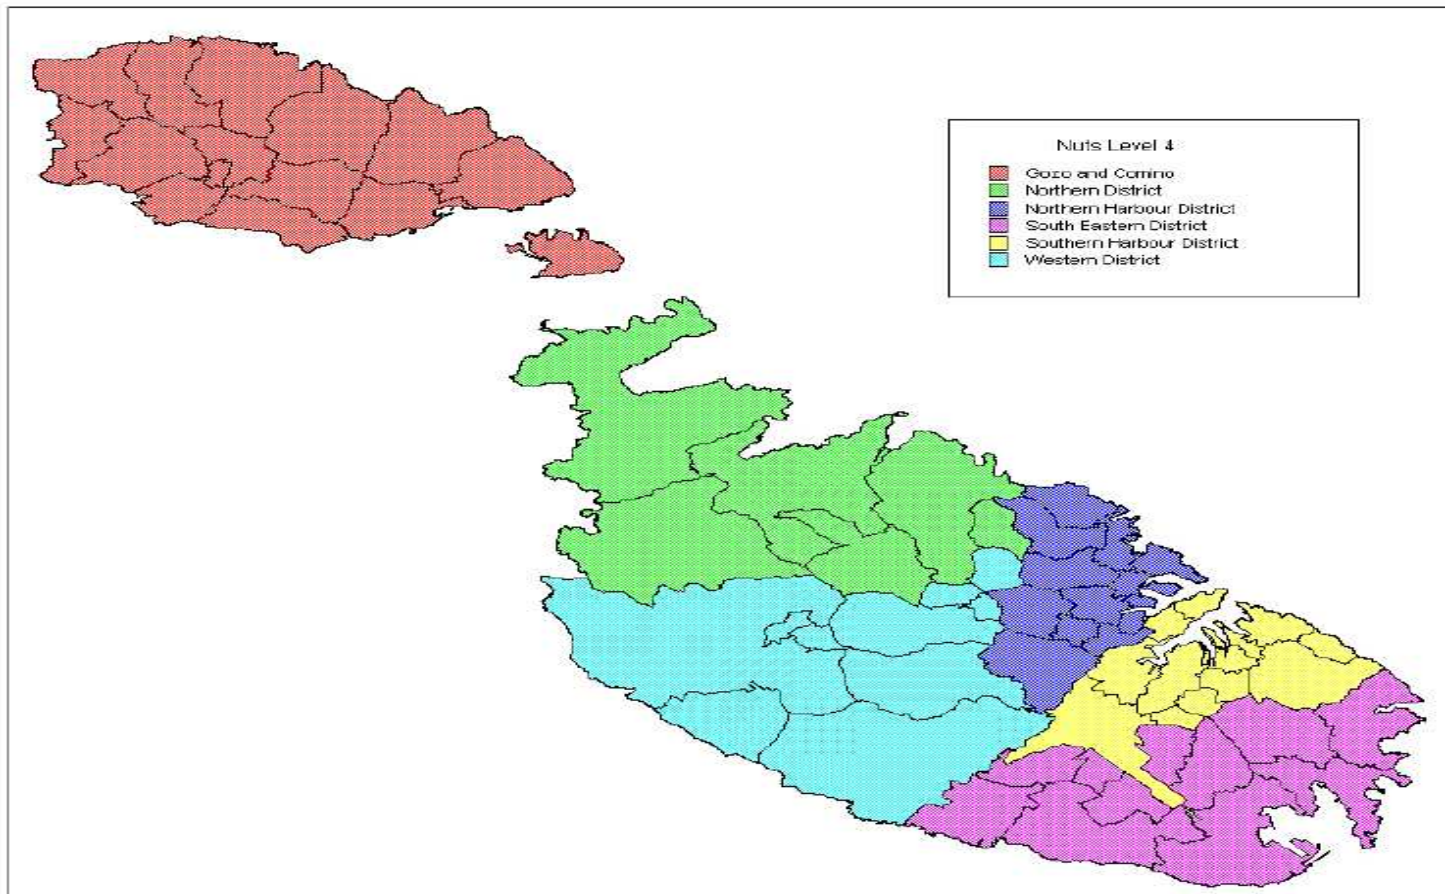 Nuts Level 4
Gozo and Comino
Northern District
Northern Harbour District
South Eastern District
Southern Harbour District
Western District